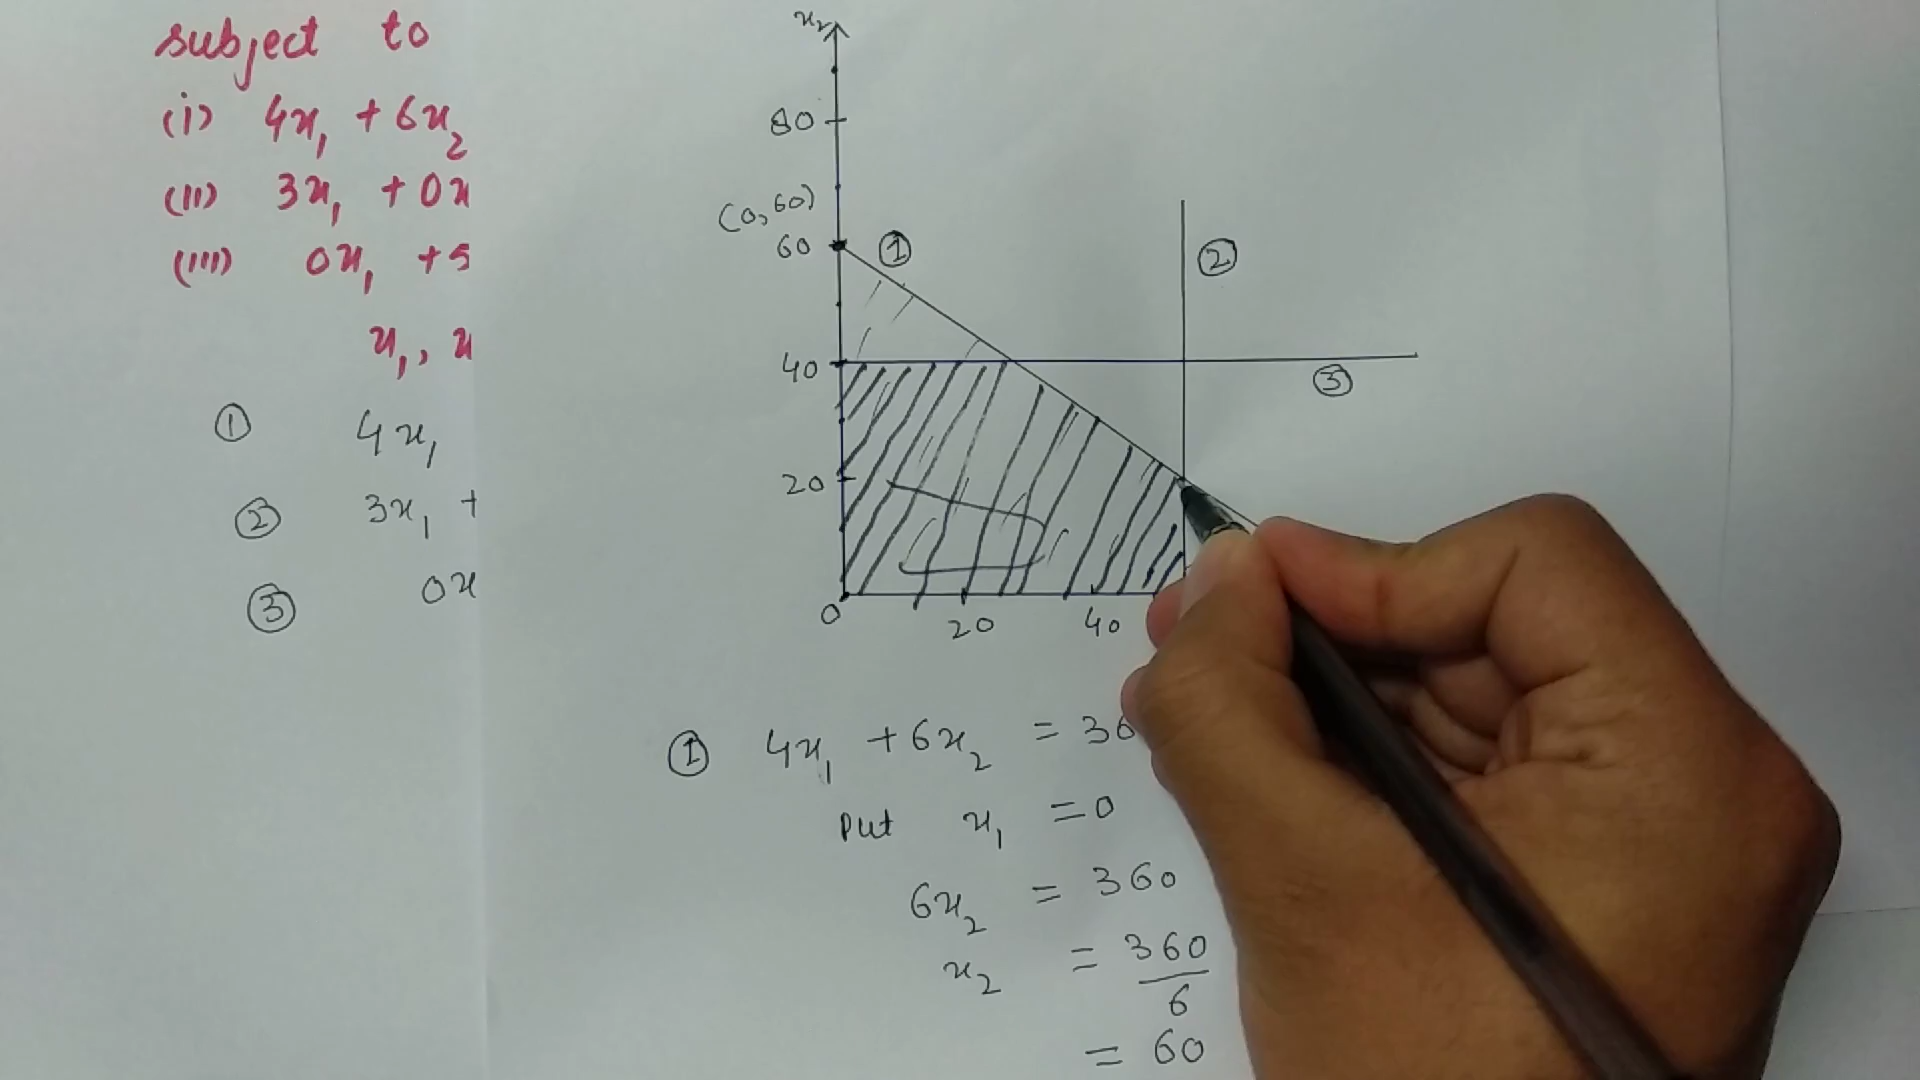 subject to
(i) 4x₁ + 6x₂
(ii) 3x₁ + 0x
(iii) 0x₁ + 5
x₁, x
① 4x₁
② 3x₁ +
③ 0x
x₂
80
(0, 60)
60
①
②
40
③
20
0
20
40
① 4x₁ + 6x₂ = 36
Put x₁ = 0
6x₂ = 360
x₂ = 360/6
= 60